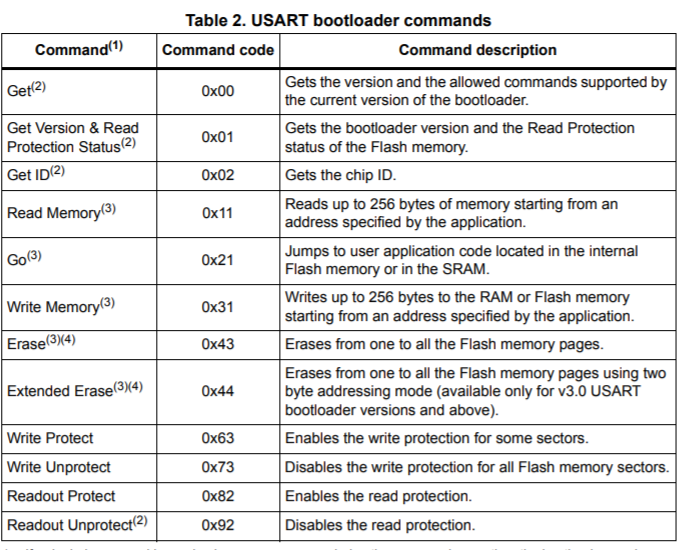 Table 2. USART bootloader commands
Command(1) Command code Command description
Get(2) 0x00 Gets the version and the allowed commands supported by
the current version of the bootloader.
Get Version & Read
Protection Status(2) 0x01 Gets the bootloader version and the Read Protection
status of the Flash memory.
Get ID(2) 0x02 Gets the chip ID.
Read Memory(3) 0x11 Reads up to 256 bytes of memory starting from an
address specified by the application.
Go(3) 0x21 Jumps to user application code located in the internal
Flash memory or in the SRAM.
Write Memory(3) 0x31 Writes up to 256 bytes to the RAM or Flash memory
starting from an address specified by the application.
Erase(3)(4) 0x43 Erases from one to all the Flash memory pages.
Extended Erase(3)(4) 0x44 Erases from one to all the Flash memory pages using two
byte addressing mode (available only for v3.0 USART
bootloader versions and above).
Write Protect 0x63 Enables the write protection for some sectors.
Write Unprotect 0x73 Disables the write protection for all Flash memory sectors.
Readout Protect 0x82 Enables the read protection.
Readout Unprotect(2) 0x92 Disables the read protection.